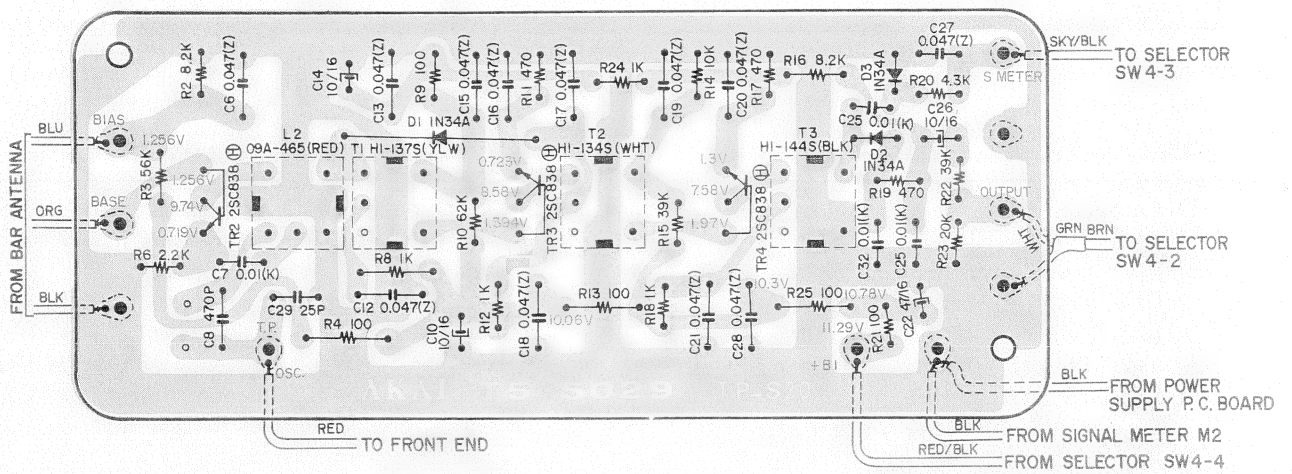 SKY/BLK
TO SELECTOR
SW 4-3
S METER
C27
0.047(Z)
D3
IN34A
R20 4.3K
R16 8.2K
C25 0.01(K)
C26
10/16
R2 8.2K
C6 0.047(Z)
C14
10/16
C13 0.047(Z)
R9 100
C15 0.047(Z)
C16 0.047(Z)
R11 470
C17 0.047(Z)
R24 1K
C19 0.047(Z)
R14 10K
C20 0.047(Z)
R17 470
D1 IN34A
D2
IN34A
BLU
BIAS
1.256V
L2
09A-465(RED)
T1 HI-137S(YLW)
T2
HI-134S(WHT)
T3
HI-144S(BLK)
FROM BAR ANTENNA
R3 56K
1.256V
9.74V
0.719V
TR2 2SC838 H
0.723V
8.58V
1.394V
TR3 2SC838 H
R10 62K
R15 39K
1.3V
7.58V
1.97V
TR4 2SC838 H
R19 470
R22 39K
OUTPUT
WHT
GRN BRN
TO SELECTOR
SW 4-2
ORG
BASE
R6 2.2K
C7 0.01(K)
R8 1K
C32 0.01(K)
C25 0.01(K)
R23 20K
BLK
C8 470P
C29 25P
C12 0.047(Z)
R4 100
C10
10/16
R12 1K
C18 0.047(Z)
10.06V
R13 100
R18 1K
C21 0.047(Z)
C28 0.047(Z)
10.3V
R25 100
10.78V
11.29V
R21 100
C22 47/16
T.P.
OSC.
+B1
AKAI
5029 TP-S
BLK
FROM POWER
SUPPLY P.C. BOARD
RED
TO FRONT END
BLK
FROM SIGNAL METER M2
RED/BLK
FROM SELECTOR SW4-4